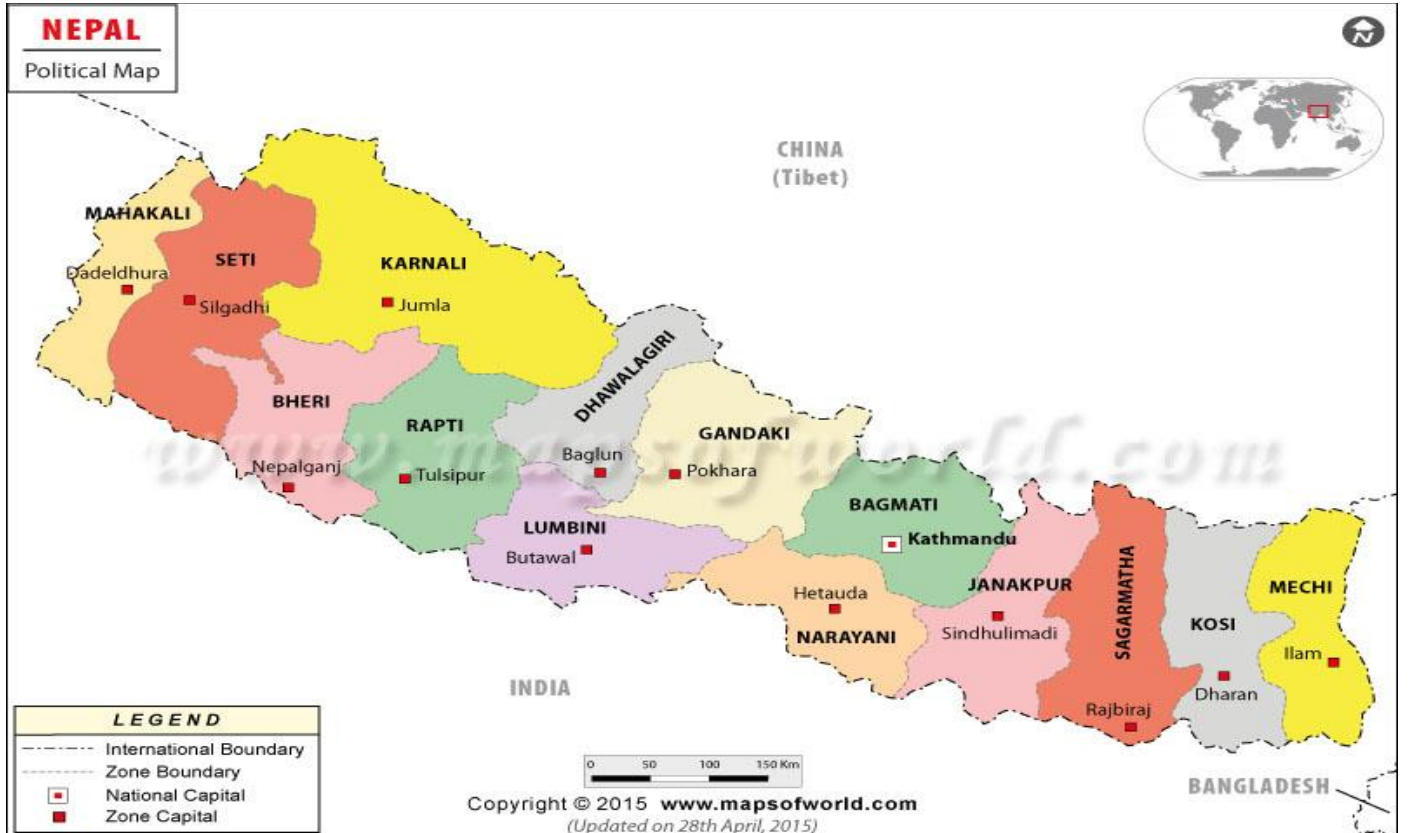 NEPAL
Political Map
N
CHINA
(Tibet)
MAHAKALI
Dadeldhura
SETI
Silgadhi
KARNALI
Jumla
BHERI
Nepalganj
RAPTI
Tulsipur
DHAWALAGIRI
Baglun
GANDAKI
Pokhara
www.mapsofworld.com
LUMBINI
Butawal
BAGMATI
Kathmandu
NARAYANI
Hetauda
JANAKPUR
Sindhulimadi
SAGARMATHA
Rajbiraj
KOSI
Dharan
MECHI
Ilam
INDIA
BANGLADESH
LEGEND
International Boundary
Zone Boundary
National Capital
Zone Capital
0 50 100 150 Km
Copyright © 2015 www.mapsofworld.com
(Updated on 28th April, 2015)